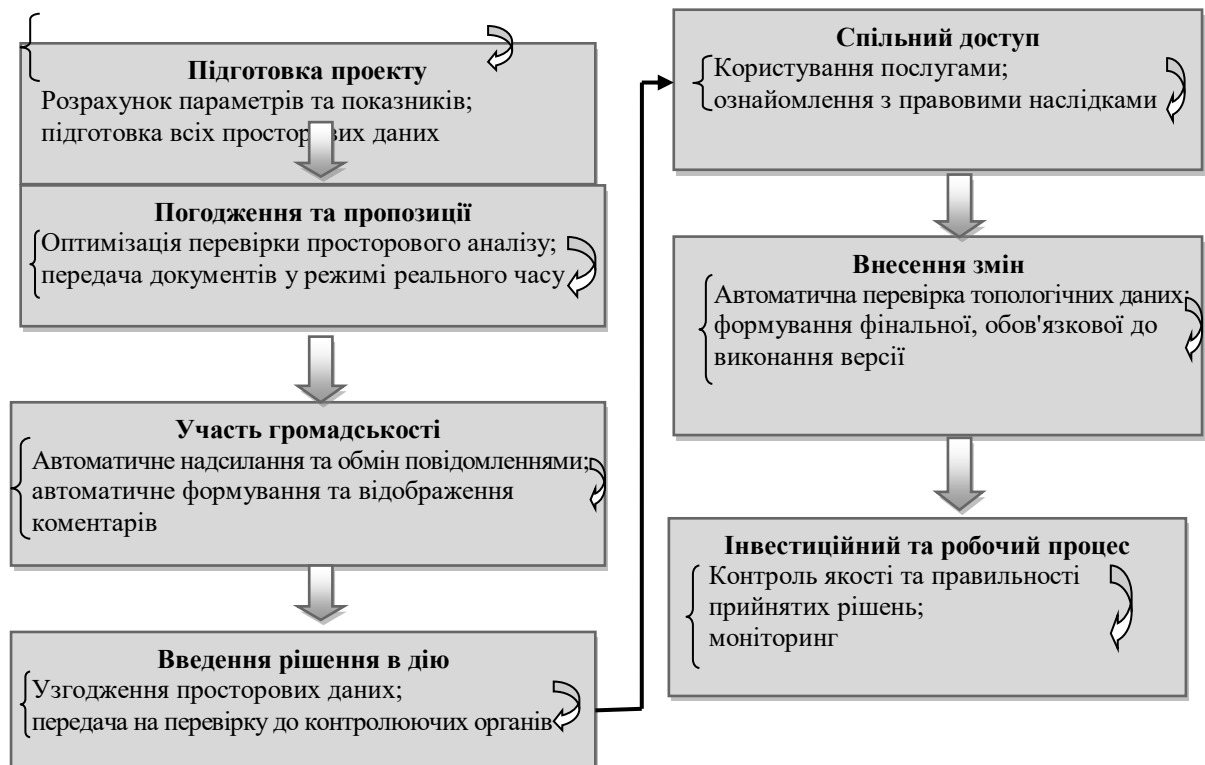 Підготовка проекту
Розрахунок параметрів та показників;
підготовка всіх просторових даних
Погодження та пропозиції
Оптимізація перевірки просторового аналізу;
передача документів у режимі реального часу
Участь громадськості
Автоматичне надсилання та обмін повідомленнями;
автоматичне формування та відображення
коментарів
Введення рішення в дію
Узгодження просторових даних;
передача на перевірку до контролюючих органів
Спільний доступ
Користування послугами;
ознайомлення з правовими наслідками
Внесення змін
Автоматична перевірка топологічних даних;
формування фінальної, обов'язкової до
виконання версії
Інвестиційний та робочий процес
Контроль якості та правильності
прийнятих рішень;
моніторинг